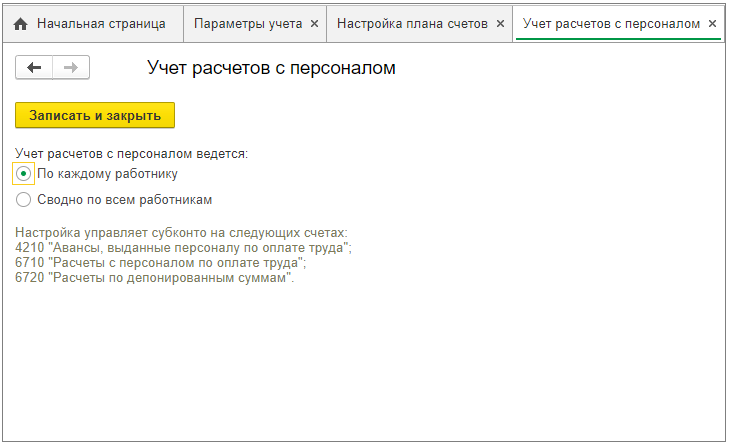 Начальная страница
Параметры учета ×
Настройка плана счетов ×
Учет расчетов с персоналом ×
Учет расчетов с персоналом
Записать и закрыть
Учет расчетов с персоналом ведется:
По каждому работнику
Сводно по всем работникам
Настройка управляет субконто на следующих счетах:
4210 "Авансы, выданные персоналу по оплате труда";
6710 "Расчеты с персоналом по оплате труда";
6720 "Расчеты по депонированным суммам".